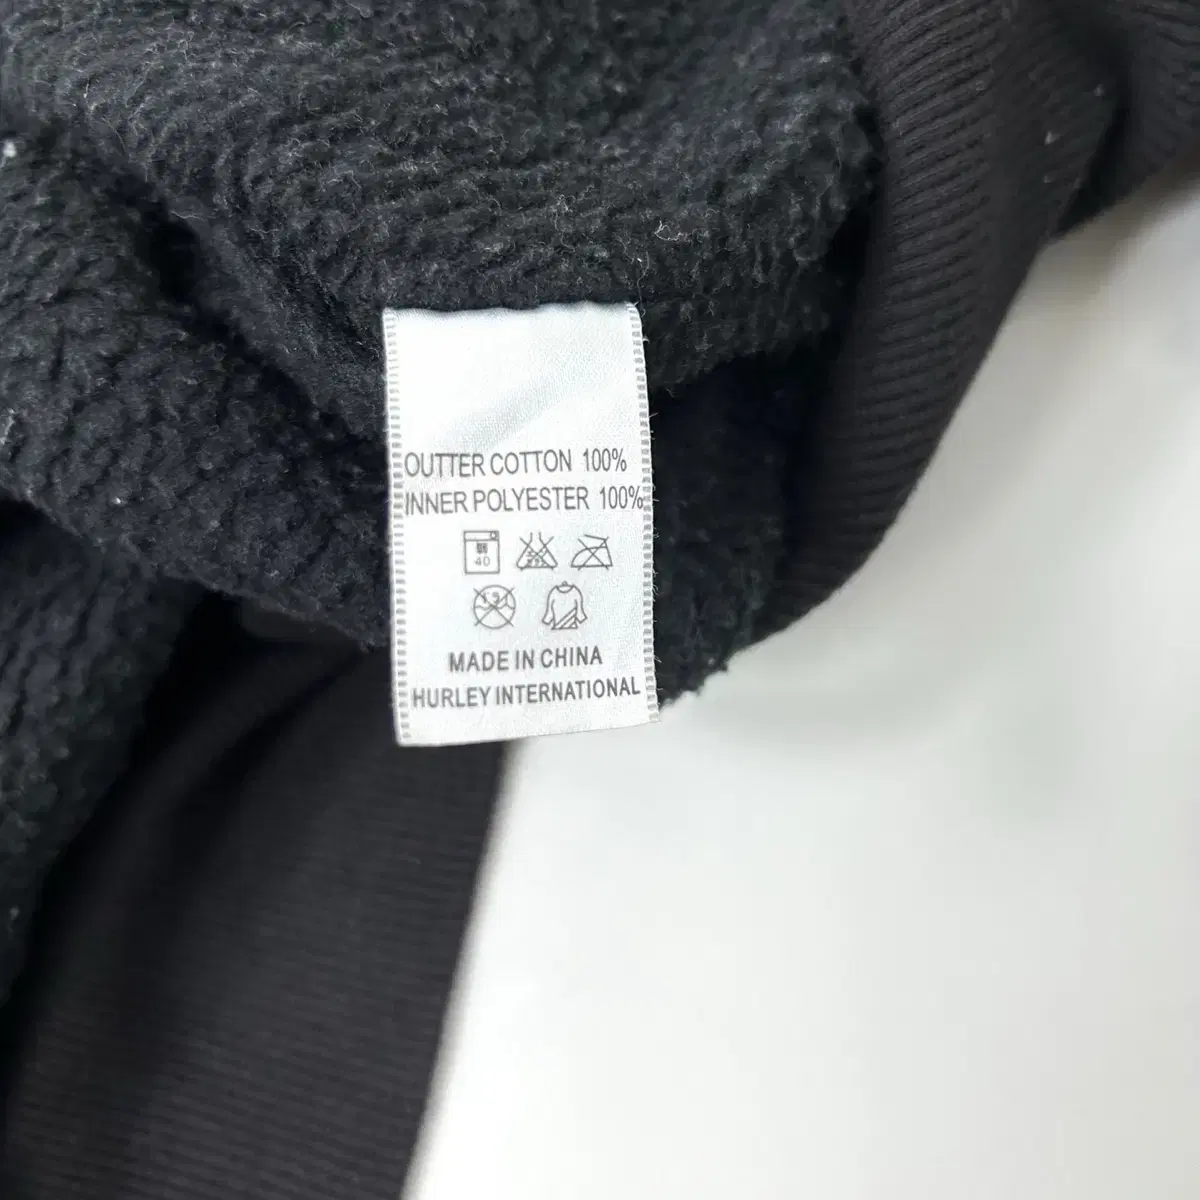 OUTTER COTTON 100%
INNER POLYESTER 100%
40
MADE IN CHINA
HURLEY INTERNATIONAL